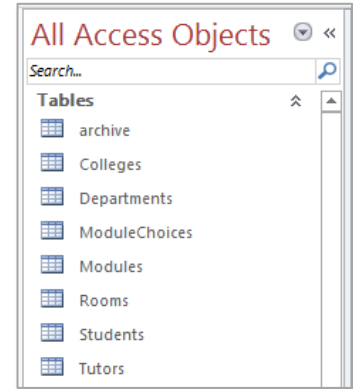 All Access Objects
Search...
Tables
archive
Colleges
Departments
ModuleChoices
Modules
Rooms
Students
Tutors